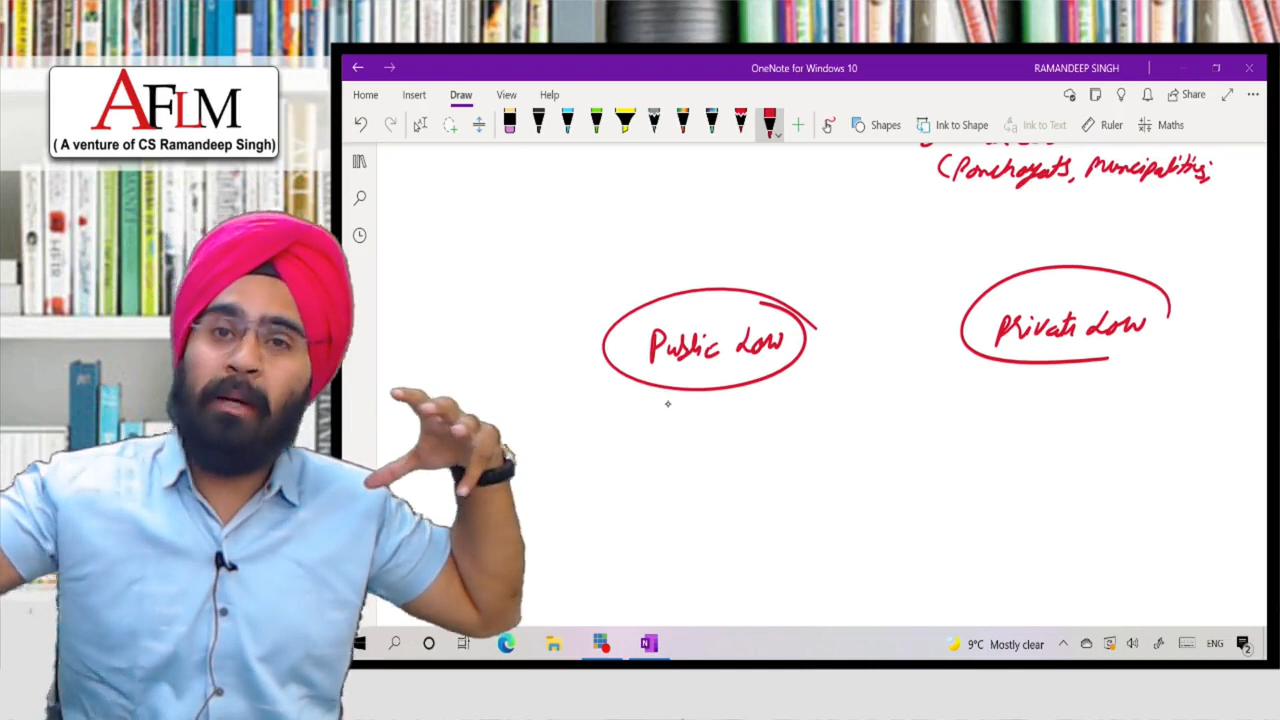 AFLM
( A venture of CS Ramandeep Singh)
OneNote for Windows 10
RAMANDEEP SINGH
Home Insert Draw View Help
Share
Shapes Ink to Shape Ink to Text Ruler Maths
(Panchayats, Municipalities,
Public Law
Private Law
9°C Mostly clear
ENG
2